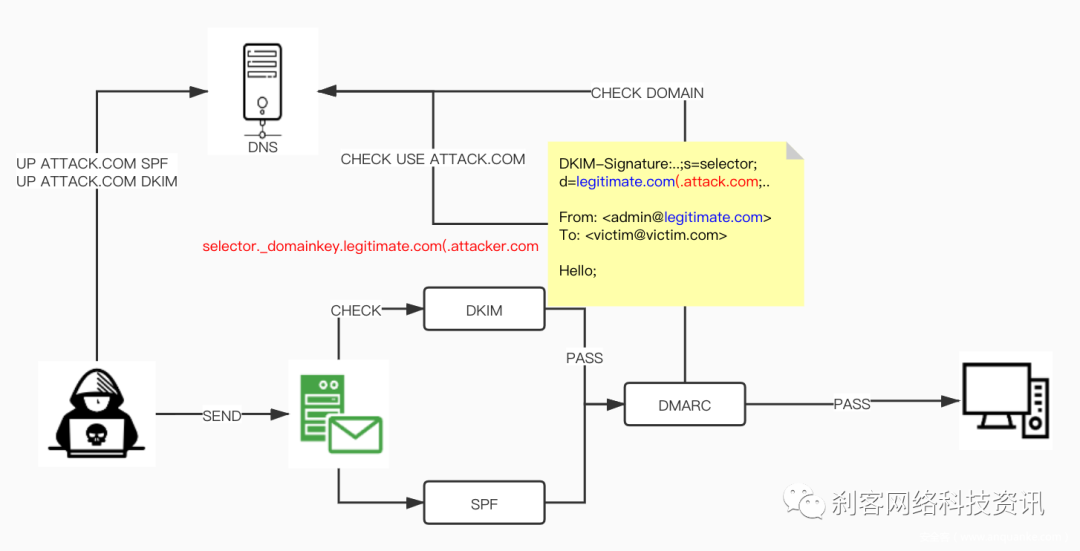 DNS
CHECK DOMAIN
UP ATTACK.COM SPF
UP ATTACK.COM DKIM
CHECK USE ATTACK.COM
DKIM-Signature:..;s=selector;
d=legitimate.com(.attack.com;..
From: <admin@legitimate.com>
To: <victim@victim.com>
Hello;
selector._domainkey.legitimate.com(.attacker.com
CHECK
DKIM
PASS
SEND
DMARC
PASS
SPF
刹客网络科技资讯